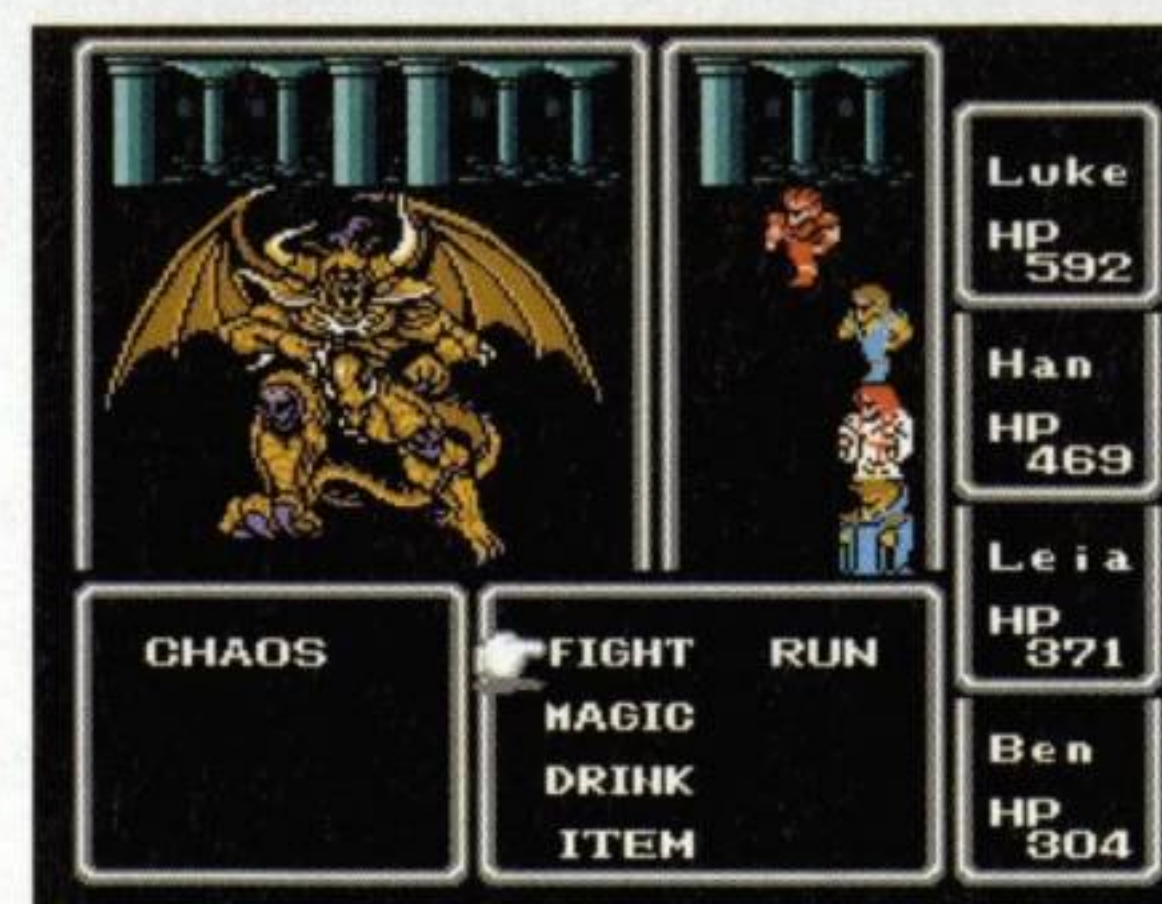 Luke
HP
592
Han
HP
469
Leia
HP
371
Ben
HP
304
CHAOS
FIGHT RUN
MAGIC
DRINK
ITEM